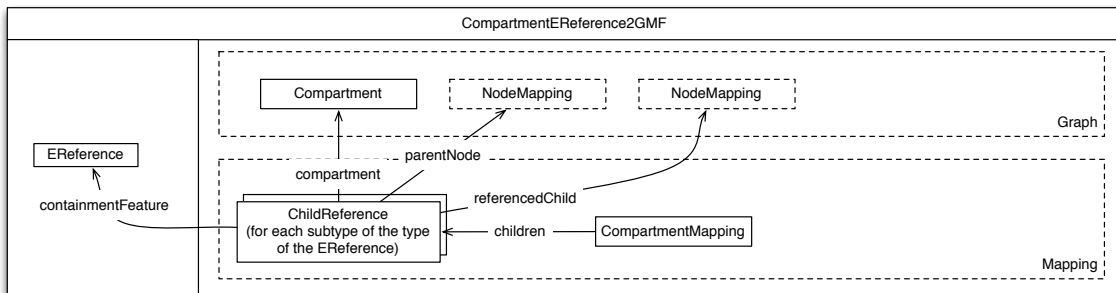 CompartmentEReference2GMF
Compartment
NodeMapping
NodeMapping
Graph
EReference
parentNode
compartment
containmentFeature
referencedChild
ChildReference
(for each subtype of the type
of the EReference)
children
CompartmentMapping
Mapping